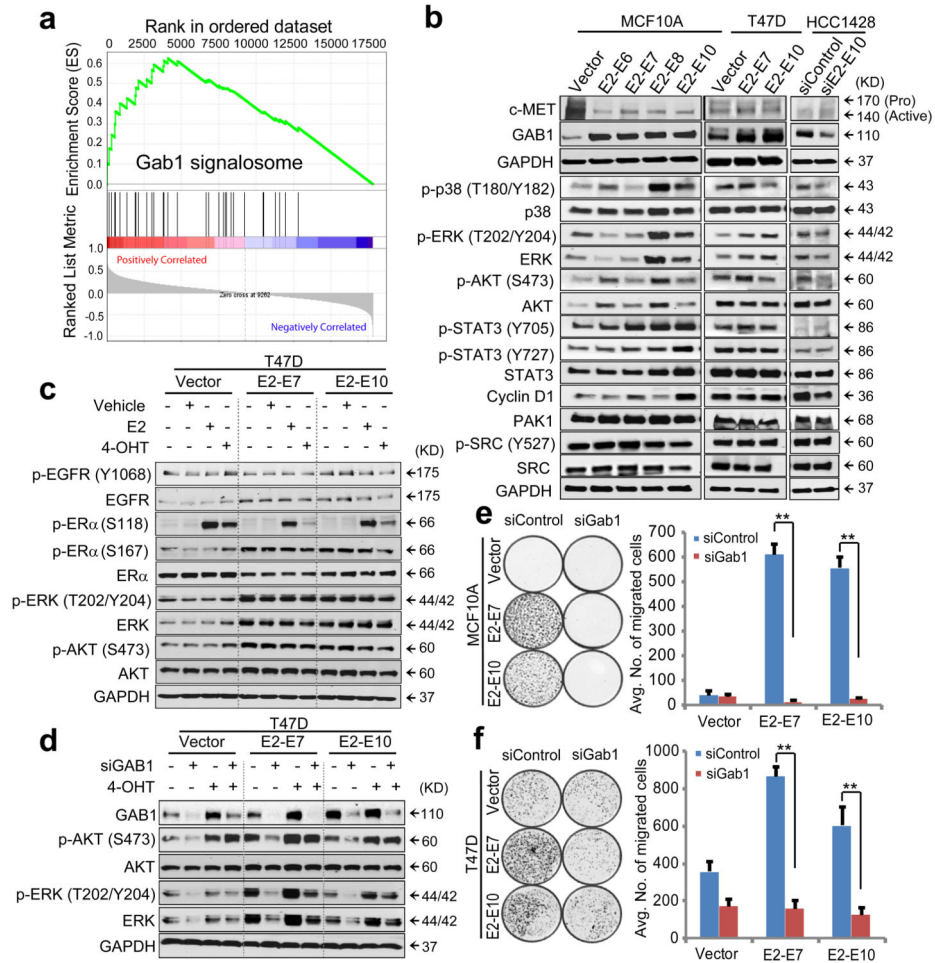 a
Rank in ordered dataset
0 2500 5000 7500 10000 12500 15000 17500
Enrichment Score (ES)
0.6
0.5
0.4
0.3
0.2
0.1
0.0
Gab1 signalosome
Ranked List Metric
1.0
0.5
0.0
-0.5
-1.0
Positively Correlated
Zero cross at 9262
Negatively Correlated
b
MCF10A T47D HCC1428
Vector E2-E6 E2-E7 E2-E8 E2-E10 Vector E2-E7 E2-E10 siControl siE2-E10 (KD)
c-MET ←170 (Pro)
←140 (Active)
GAB1 ←110
GAPDH ←37
p-p38 (T180/Y182) ←43
p38 ←43
p-ERK (T202/Y204) ←44/42
ERK ←44/42
p-AKT (S473) ←60
AKT ←60
p-STAT3 (Y705) ←86
p-STAT3 (Y727) ←86
STAT3 ←86
Cyclin D1 ←36
PAK1 ←68
p-SRC (Y527) ←60
SRC ←60
GAPDH ←37
c
T47D
Vector E2-E7 E2-E10
Vehicle - + - - - + - - - + - -
E2 - - + - - - + - - - + -
4-OHT - - - + - - - + - - - +
(KD)
p-EGFR (Y1068) ←175
EGFR ←175
p-ERα (S118) ←66
p-ERα (S167) ←66
ERα ←66
p-ERK (T202/Y204) ←44/42
ERK ←44/42
p-AKT (S473) ←60
AKT ←60
GAPDH ←37
d
T47D
Vector E2-E7 E2-E10
siGAB1 - + - + - + - + - + - +
4-OHT - - + + - - + + - - + + (KD)
GAB1 ←110
p-AKT (S473) ←60
AKT ←60
p-ERK (T202/Y204) ←44/42
ERK ←44/42
GAPDH ←37
e
siControl siGab1
MCF10A
Vector
E2-E7
E2-E10
Avg. No. of migrated cells
700
600
500
400
300
200
100
0
siControl
siGab1
** **
Vector E2-E7 E2-E10
f
siControl siGab1
T47D
Vector
E2-E7
E2-E10
Avg. No. of migrated cells
1000
800
600
400
200
0
siControl
siGab1
** **
Vector E2-E7 E2-E10